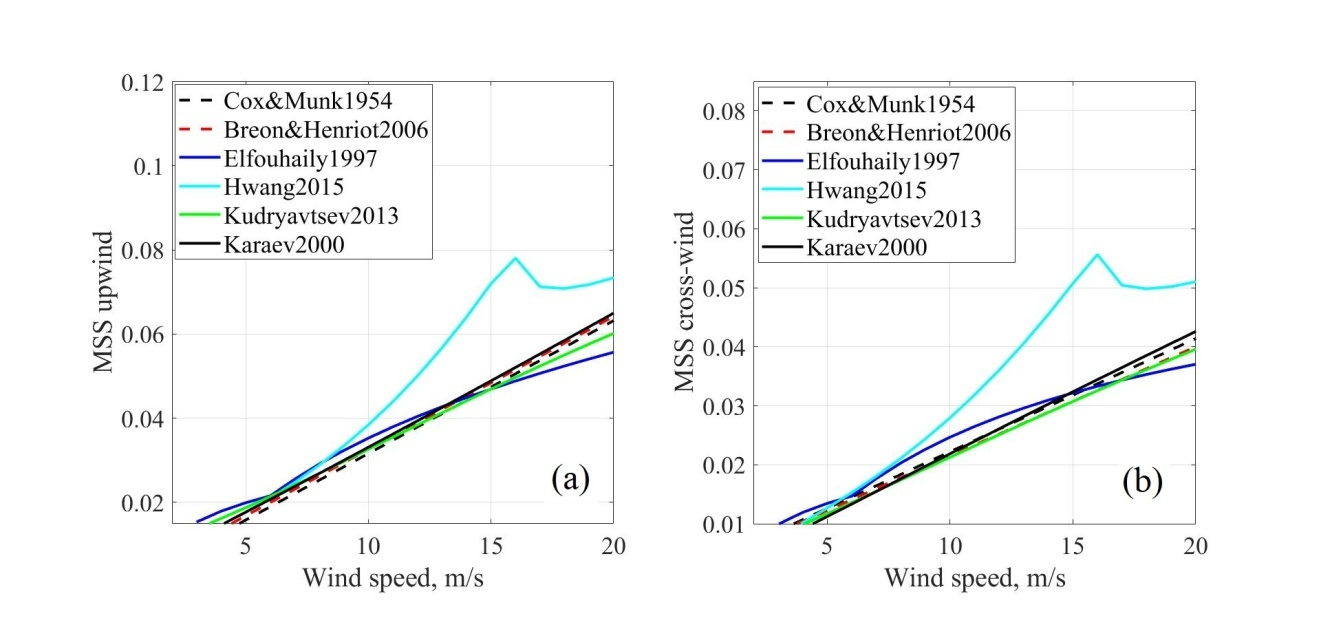 0.12
0.1
0.08
0.06
0.04
0.02
MSS upwind
Cox&Munk1954
Breon&Henriot2006
Elfouhaily1997
Hwang2015
Kudryavtsev2013
Karaev2000
(a)
5 10 15 20
Wind speed, m/s
0.08
0.07
0.06
0.05
0.04
0.03
0.02
0.01
MSS cross-wind
Cox&Munk1954
Breon&Henriot2006
Elfouhaily1997
Hwang2015
Kudryavtsev2013
Karaev2000
(b)
5 10 15 20
Wind speed, m/s